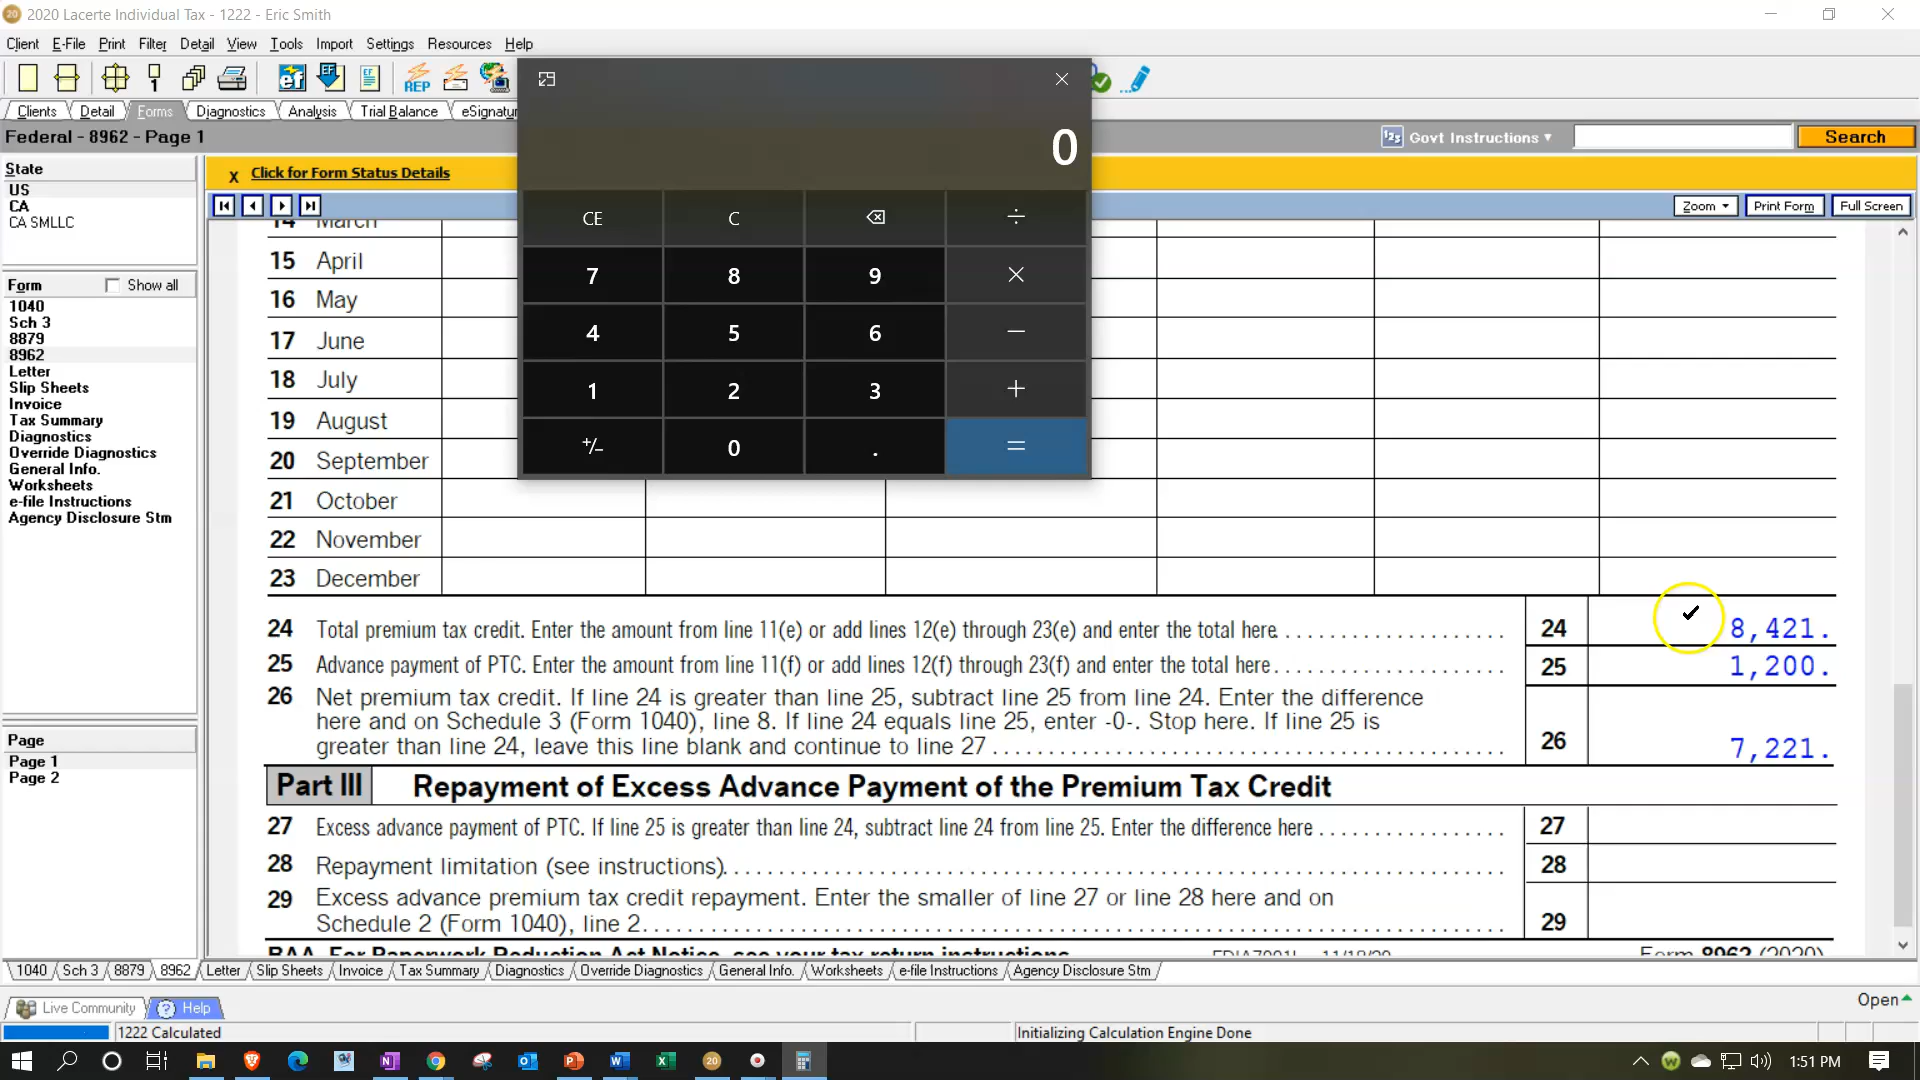 2020 Lacerte Individual Tax - 1222 - Eric Smith
Client E-File Print Filter Detail View Tools Import Settings Resources Help
REP
Clients Detail Forms Diagnostics Analysis Trial Balance eSignatur
Federal - 8962 - Page 1
Govt Instructions
Search
State
US
CA
CA SMLLC
X Click for Form Status Details
Zoom Print Form Full Screen
Form Show all
1040
Sch 3
8879
8962
Letter
Slip Sheets
Invoice
Tax Summary
Diagnostics
Override Diagnostics
General Info.
Worksheets
e-file Instructions
Agency Disclosure Stm
Page
Page 1
Page 2
0
CE C ÷
7 8 9 ×
4 5 6 −
1 2 3 +
+/− 0 . =
14 March
15 April
16 May
17 June
18 July
19 August
20 September
21 October
22 November
23 December
24 Total premium tax credit. Enter the amount from line 11(e) or add lines 12(e) through 23(e) and enter the total here 24 8,421.
25 Advance payment of PTC. Enter the amount from line 11(f) or add lines 12(f) through 23(f) and enter the total here 25 1,200.
26 Net premium tax credit. If line 24 is greater than line 25, subtract line 25 from line 24. Enter the difference
here and on Schedule 3 (Form 1040), line 8. If line 24 equals line 25, enter -0-. Stop here. If line 25 is
greater than line 24, leave this line blank and continue to line 27 26 7,221.
Part III Repayment of Excess Advance Payment of the Premium Tax Credit
27 Excess advance payment of PTC. If line 25 is greater than line 24, subtract line 24 from line 25. Enter the difference here 27
28 Repayment limitation (see instructions) 28
29 Excess advance premium tax credit repayment. Enter the smaller of line 27 or line 28 here and on
Schedule 2 (Form 1040), line 2 29
BAA For Paperwork Reduction Act Notice, see your tax return instructions. Form 8962 (2020)
1040 Sch 3 8879 8962 Letter Slip Sheets Invoice Tax Summary Diagnostics Override Diagnostics General Info. Worksheets e-file Instructions Agency Disclosure Stm
Live Community Help
Open
1222 Calculated
Initializing Calculation Engine Done
1:51 PM